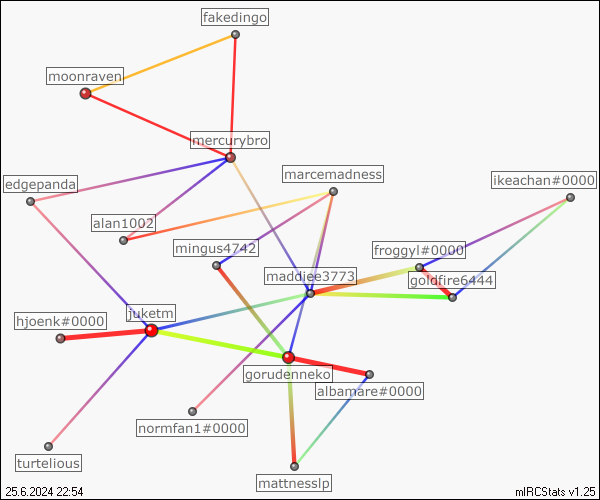 fakedingo
moonraven
mercurybro
marcemadness
ikeachan#0000
edgepanda
alan1002
mingus4742
froggyl#0000
maddiee3773
goldfire6444
juketm
hjoenk#0000
gorudenneko
albamare#0000
normfan1#0000
turtelious
mattnesslp
25.6.2024 22:54
mIRCStats v1.25